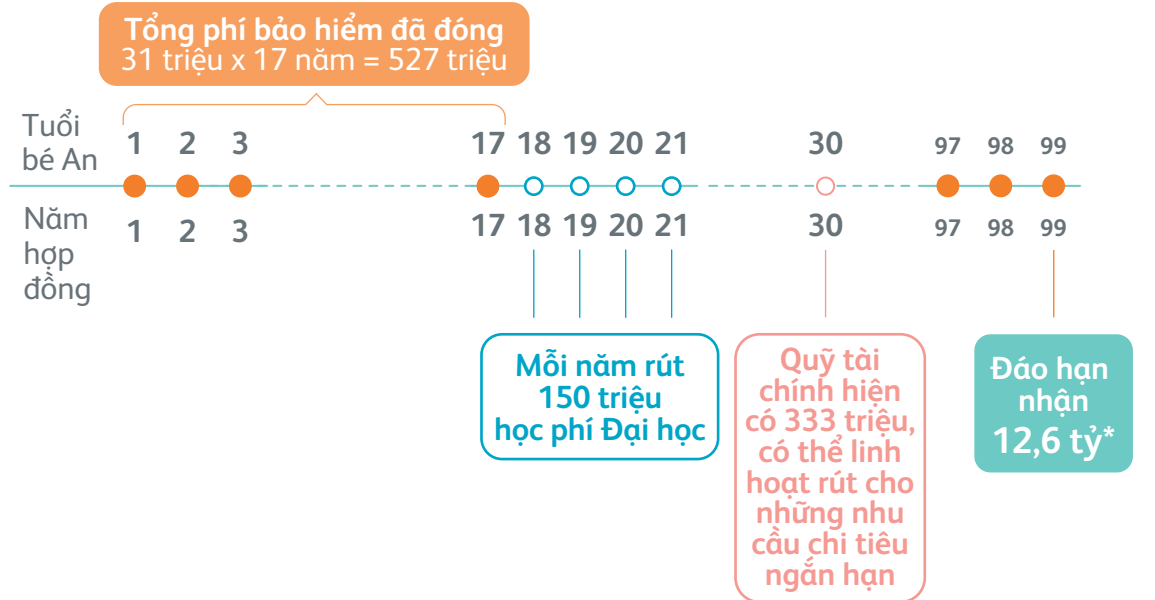 Tổng phí bảo hiểm đã đóng
31 triệu x 17 năm = 527 triệu
Tuổi
bé An
1 2 3 17 18 19 20 21 30 97 98 99
Năm
hợp
đồng
1 2 3 17 18 19 20 21 30 97 98 99
Mỗi năm rút
150 triệu
học phí Đại học
Quỹ tài
chính hiện
có 333 triệu,
có thể linh
hoạt rút cho
những nhu
cầu chi tiêu
ngắn hạn
Đáo hạn
nhận
12,6 tỷ*